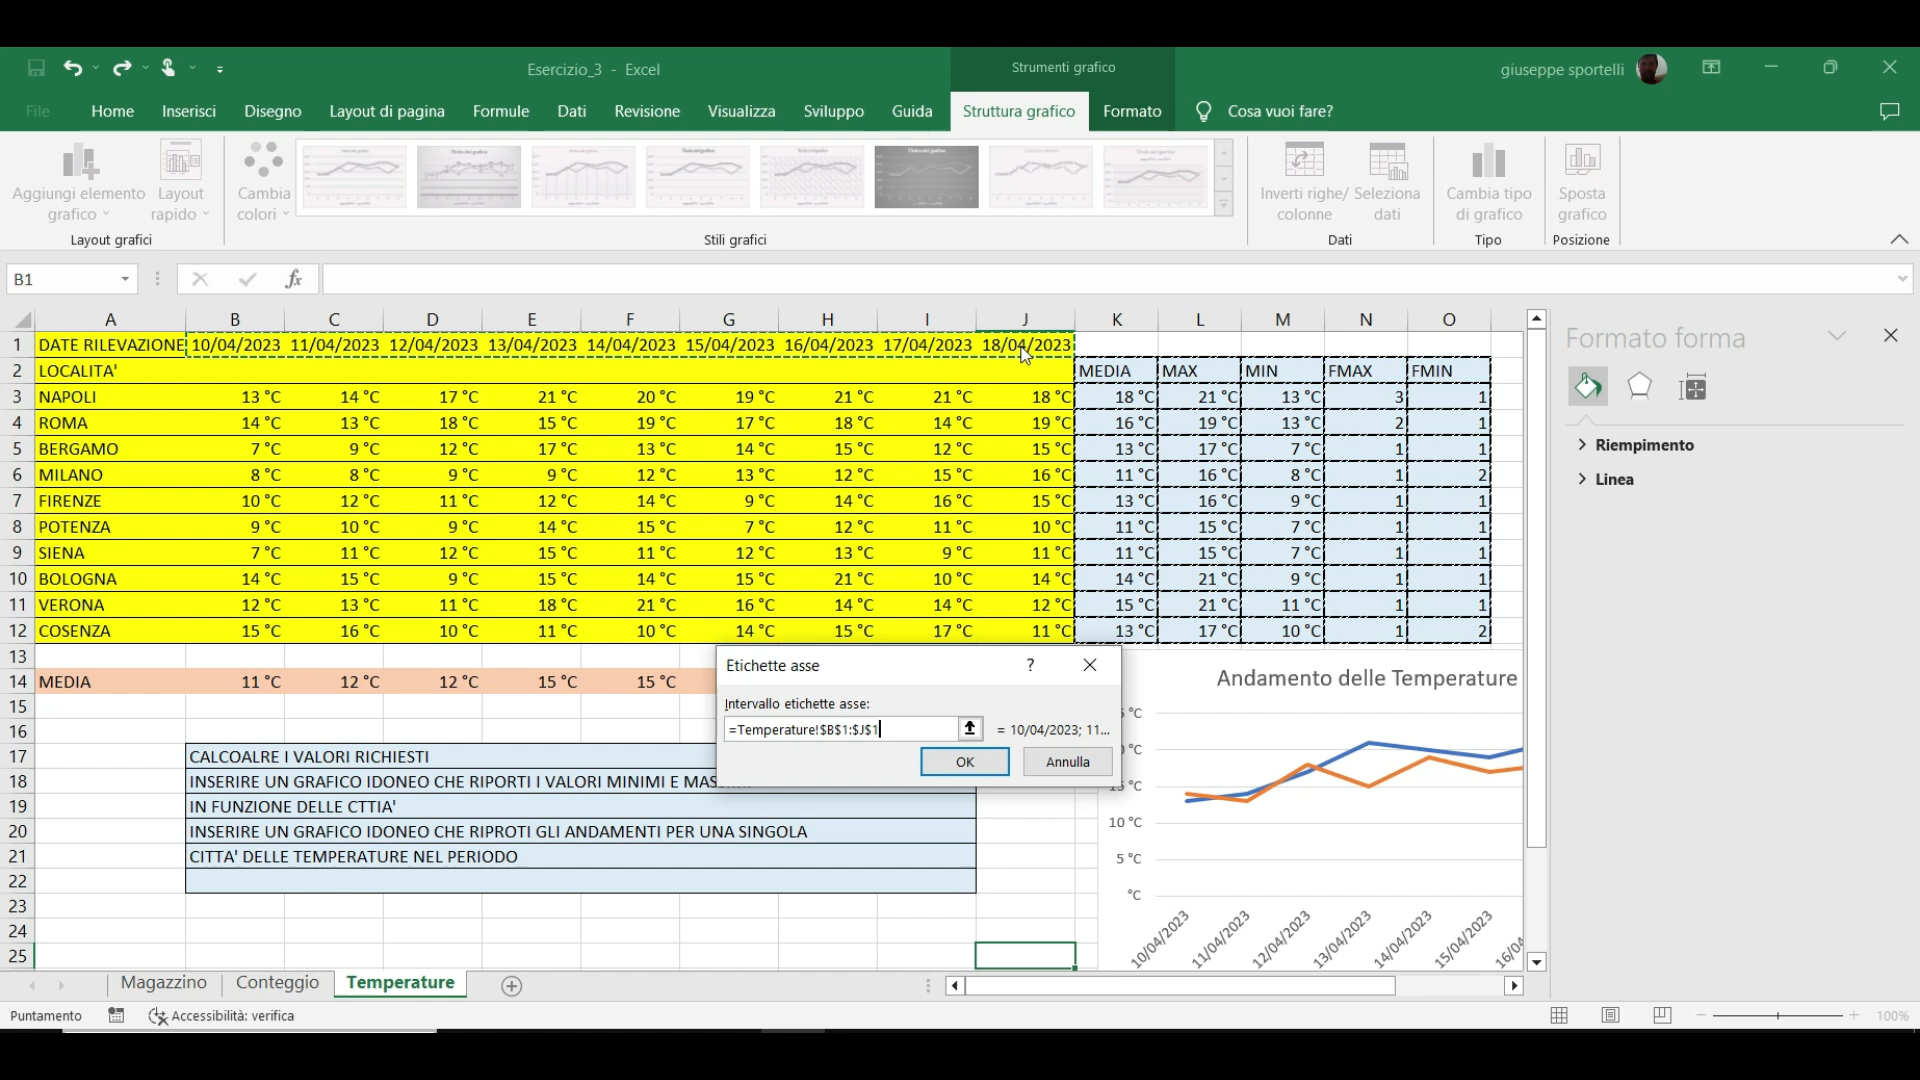 Esercizio_3 - Excel
Strumenti grafico
giuseppe sportelli
File Home Inserisci Disegno Layout di pagina Formule Dati Revisione Visualizza Sviluppo Guida Struttura grafico Formato Cosa vuoi fare?
Aggiungi elemento grafico
Layout rapido
Cambia colori
Inverti righe/ colonne
Seleziona dati
Cambia tipo di grafico
Sposta grafico
Layout grafici
Stili grafici
Dati
Tipo
Posizione
B1
fx
A B C D E F G H I J K L M N O
1 DATE RILEVAZIONE 10/04/2023 11/04/2023 12/04/2023 13/04/2023 14/04/2023 15/04/2023 16/04/2023 17/04/2023 18/04/2023
2 LOCALITA' MEDIA MAX MIN FMAX FMIN
3 NAPOLI 13 °C 14 °C 17 °C 21 °C 20 °C 19 °C 21 °C 21 °C 18 °C 18 °C 21 °C 13 °C 3 1
4 ROMA 14 °C 13 °C 18 °C 15 °C 19 °C 17 °C 18 °C 14 °C 19 °C 16 °C 19 °C 13 °C 2 1
5 BERGAMO 7 °C 9 °C 12 °C 17 °C 13 °C 14 °C 15 °C 12 °C 15 °C 13 °C 17 °C 7 °C 1 1
6 MILANO 8 °C 8 °C 9 °C 9 °C 12 °C 13 °C 12 °C 15 °C 16 °C 11 °C 16 °C 8 °C 1 2
7 FIRENZE 10 °C 12 °C 11 °C 12 °C 14 °C 9 °C 14 °C 16 °C 15 °C 13 °C 16 °C 9 °C 1 1
8 POTENZA 9 °C 10 °C 9 °C 14 °C 15 °C 7 °C 12 °C 11 °C 10 °C 11 °C 15 °C 7 °C 1 1
9 SIENA 7 °C 11 °C 12 °C 15 °C 11 °C 12 °C 13 °C 9 °C 11 °C 11 °C 15 °C 7 °C 1 1
10 BOLOGNA 14 °C 15 °C 9 °C 15 °C 14 °C 15 °C 21 °C 10 °C 14 °C 14 °C 21 °C 9 °C 1 1
11 VERONA 12 °C 13 °C 11 °C 18 °C 21 °C 16 °C 14 °C 14 °C 12 °C 15 °C 21 °C 11 °C 1 1
12 COSENZA 15 °C 16 °C 10 °C 11 °C 10 °C 14 °C 15 °C 17 °C 11 °C 13 °C 17 °C 10 °C 1 2
13
14 MEDIA 11 °C 12 °C 12 °C 15 °C 15 °C
15
16
17 CALCOALRE I VALORI RICHIESTI
18 INSERIRE UN GRAFICO IDONEO CHE RIPORTI I VALORI MINIMI E
19 IN FUNZIONE DELLE CTTIA'
20 INSERIRE UN GRAFICO IDONEO CHE RIPROTI GLI ANDAMENTI PER UNA SINGOLA
21 CITTA' DELLE TEMPERATURE NEL PERIODO
22
23
24
25
Etichette asse ?
Intervallo etichette asse:
=Temperature!$B$1:$J$1 = 10/04/2023; 11...
OK Annulla
Andamento delle Temperature
10 °C
5 °C
°C
10/04/2023 11/04/2023 12/04/2023 13/04/2023 14/04/2023 15/04/2023 16/04
Formato forma
Riempimento
Linea
Magazzino Conteggio Temperature
Puntamento Accessibilità: verifica 100%